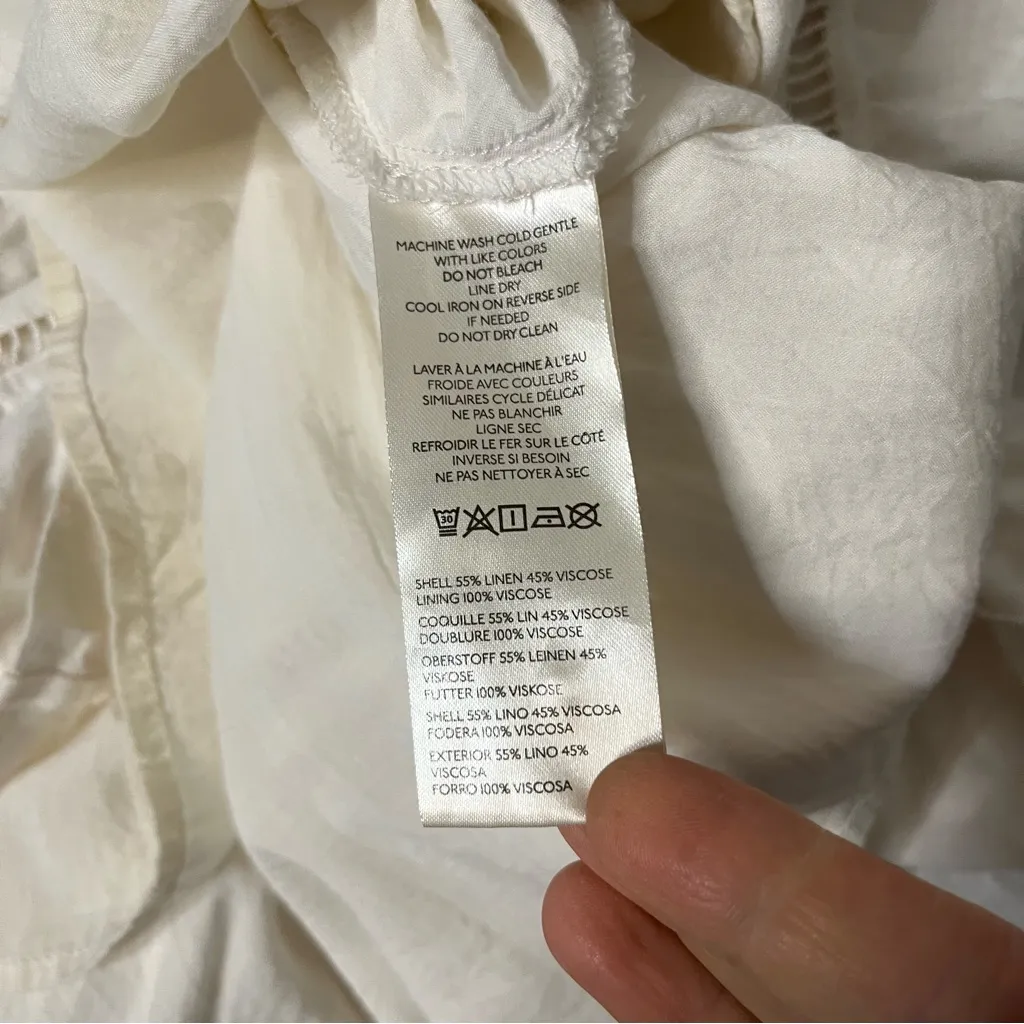 MACHINE WASH COLD GENTLE
WITH LIKE COLORS
DO NOT BLEACH
LINE DRY
COOL IRON ON REVERSE SIDE
IF NEEDED
DO NOT DRY CLEAN
LAVER À LA MACHINE À L'EAU
FROIDE AVEC COULEURS
SIMILAIRES CYCLE DÉLICAT
NE PAS BLANCHIR
LIGNE SEC
REFROIDIR LE FER SUR LE CÔTÉ
INVERSE SI BESOIN
NE PAS NETTOYER À SEC
30
SHELL 55% LINEN 45% VISCOSE
LINING 100% VISCOSE
COQUILLE 55% LIN 45% VISCOSE
DOUBLURE 100% VISCOSE
OBERSTOFF 55% LEINEN 45%
VISKOSE
FUTTER 100% VISKOSE
SHELL 55% LINO 45% VISCOSA
FODERA 100% VISCOSA
EXTERIOR 55% LINO 45%
VISCOSA
FORRO 100% VISCOSA